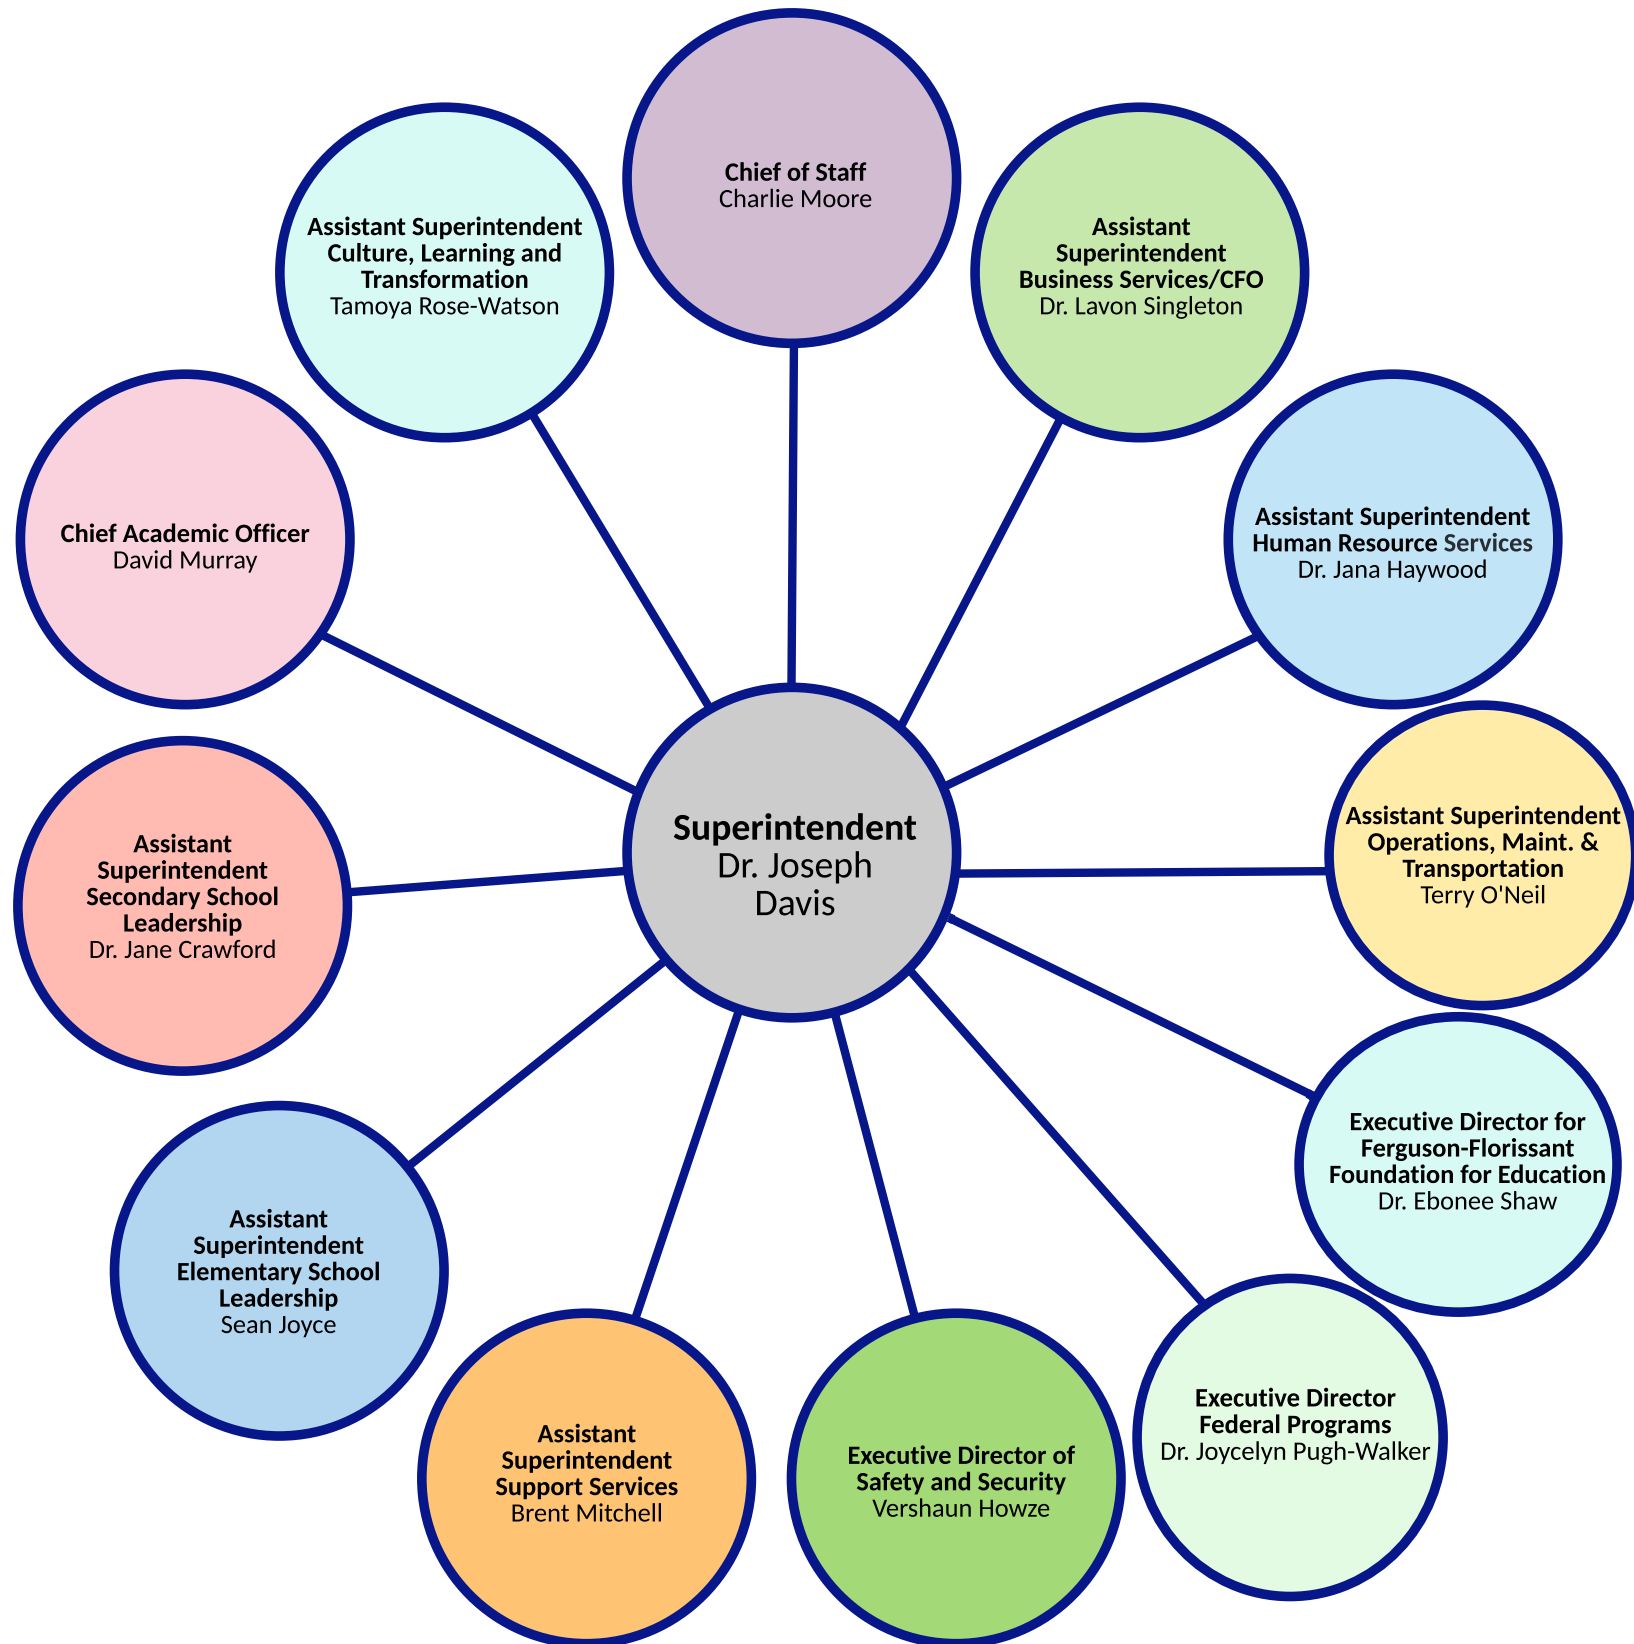 Chief of Staff
Charlie Moore
Assistant Superintendent
Culture, Learning and
Transformation
Tamoya Rose-Watson
Assistant
Superintendent
Business Services/CFO
Dr. Lavon Singleton
Chief Academic Officer
David Murray
Assistant Superintendent
Human Resource Services
Dr. Jana Haywood
Superintendent
Dr. Joseph
Davis
Assistant Superintendent
Operations, Maint. &
Transportation
Terry O'Neil
Assistant
Superintendent
Secondary School
Leadership
Dr. Jane Crawford
Executive Director for
Ferguson-Florissant
Foundation for Education
Dr. Ebonee Shaw
Assistant
Superintendent
Elementary School
Leadership
Sean Joyce
Executive Director
Federal Programs
Dr. Joycelyn Pugh-Walker
Assistant
Superintendent
Support Services
Brent Mitchell
Executive Director of
Safety and Security
Vershaun Howze